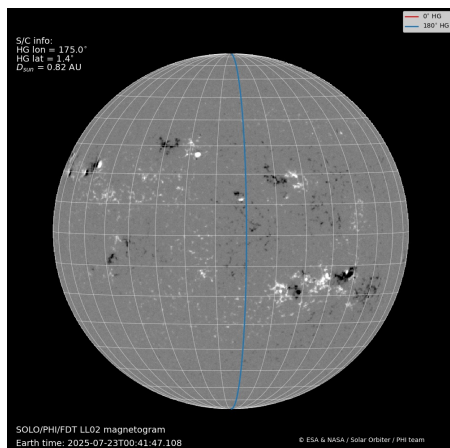 0° HG
180° HG
S/C info:
HG lon = 175.0°
HG lat = 1.4°
D_sun = 0.82 AU
SOLO/PHI/FDT LL02 magnetogram
Earth time: 2025-07-23T00:41:47.108
© ESA & NASA / Solar Orbiter / PHI team